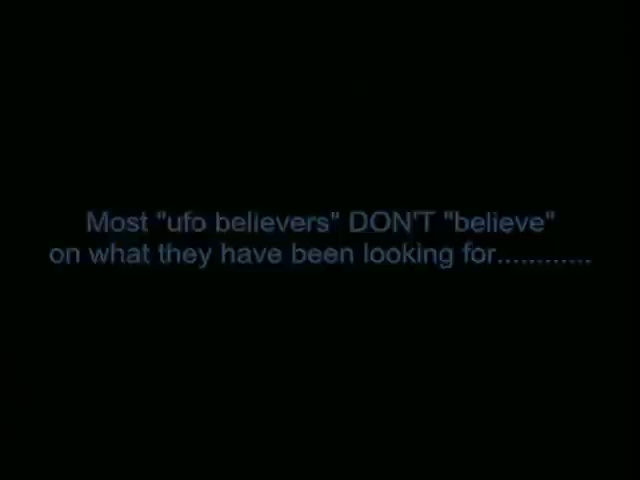 Most "ufo believers" DON'T "believe"
on what they have been looking for............